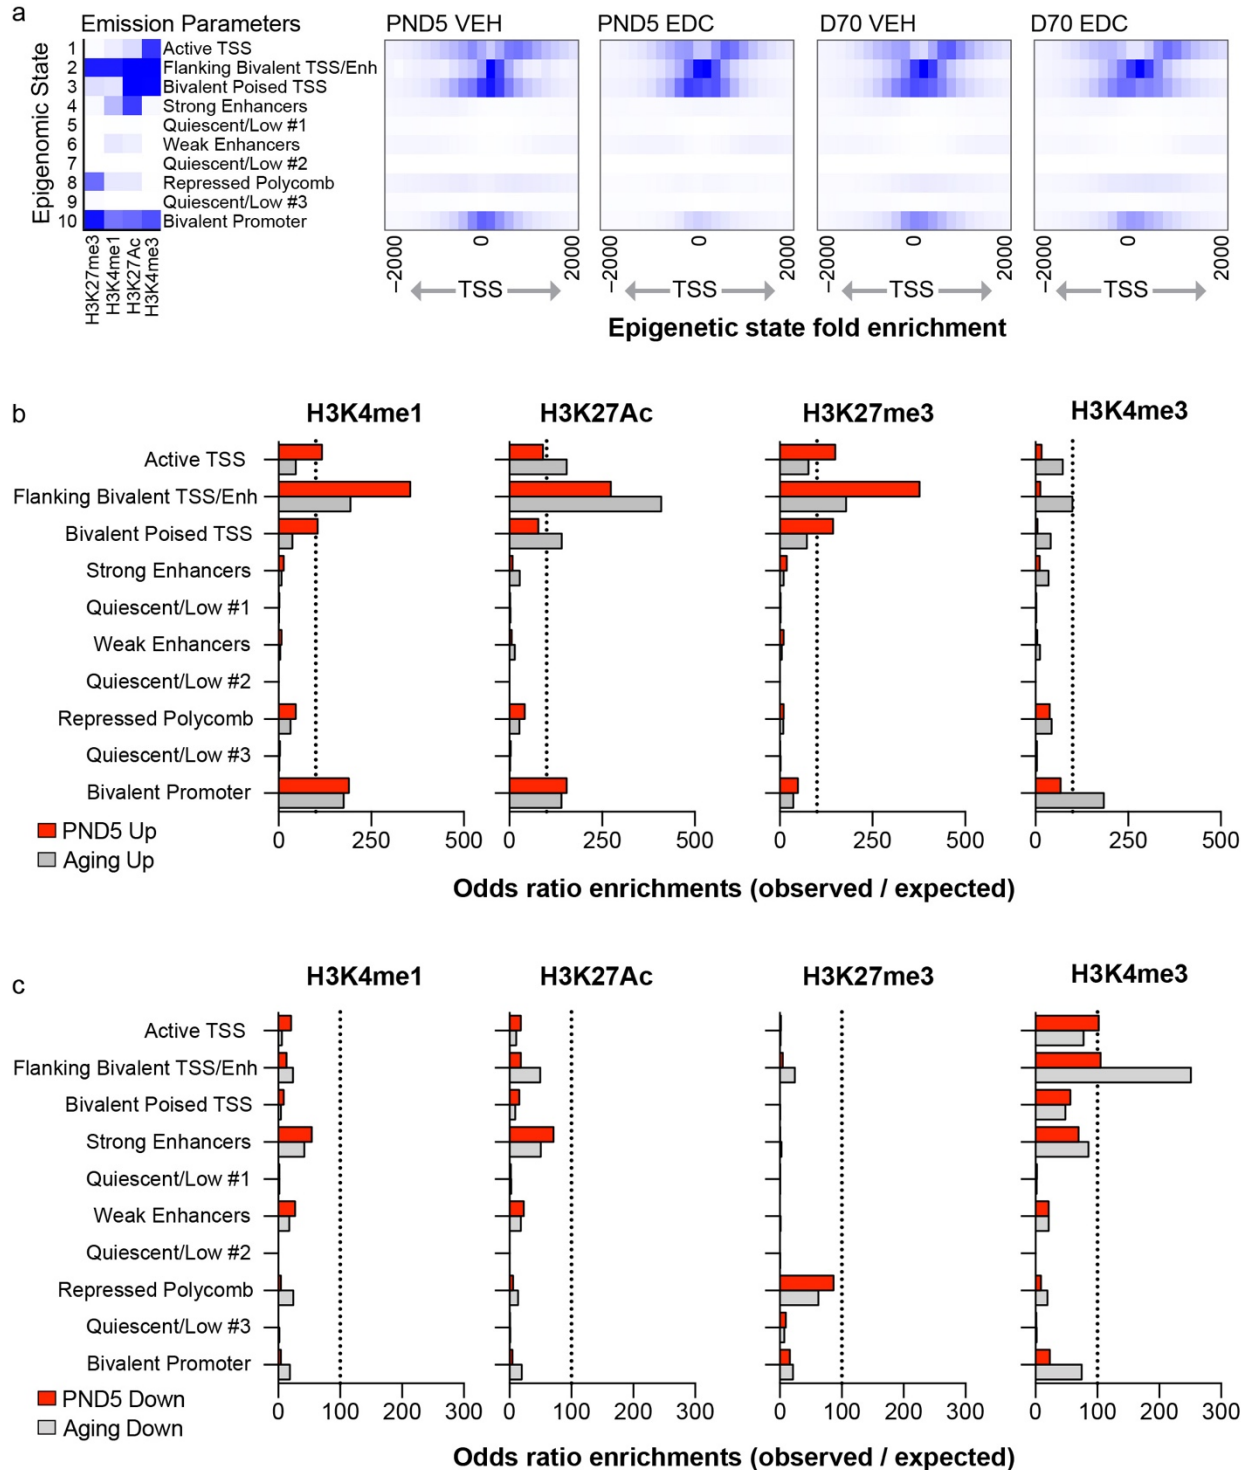 a
Emission Parameters
PND5 VEH
PND5 EDC
D70 VEH
D70 EDC
Epigenomic State
1 Active TSS
2 Flanking Bivalent TSS/Enh
3 Bivalent Poised TSS
4 Strong Enhancers
5 Quiescent/Low #1
6 Weak Enhancers
7 Quiescent/Low #2
8 Repressed Polycomb
9 Quiescent/Low #3
10 Bivalent Promoter
H3K27me3
H3K4me1
H3K27Ac
H3K4me3
−2000 0 2000
−2000 0 2000
−2000 0 2000
−2000 0 2000
TSS
TSS
TSS
TSS
Epigenetic state fold enrichment
b
H3K4me1
H3K27Ac
H3K27me3
H3K4me3
Active TSS
Flanking Bivalent TSS/Enh
Bivalent Poised TSS
Strong Enhancers
Quiescent/Low #1
Weak Enhancers
Quiescent/Low #2
Repressed Polycomb
Quiescent/Low #3
Bivalent Promoter
PND5 Up
Aging Up
0 250 500
0 250 500
0 250 500
0 250 500
Odds ratio enrichments (observed / expected)
c
H3K4me1
H3K27Ac
H3K27me3
H3K4me3
Active TSS
Flanking Bivalent TSS/Enh
Bivalent Poised TSS
Strong Enhancers
Quiescent/Low #1
Weak Enhancers
Quiescent/Low #2
Repressed Polycomb
Quiescent/Low #3
Bivalent Promoter
PND5 Down
Aging Down
0 100 200 300
0 100 200 300
0 100 200 300
0 100 200 300
Odds ratio enrichments (observed / expected)